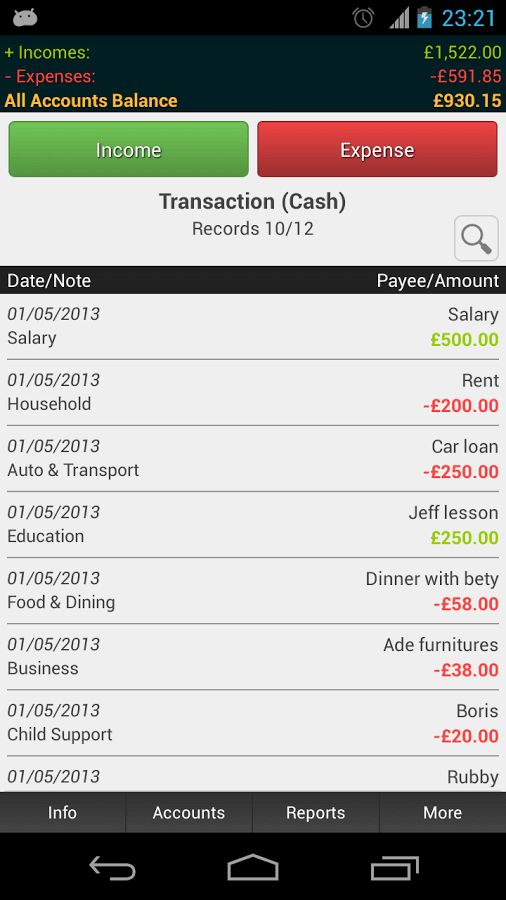 23:21
+ Incomes: £1,522.00
- Expenses: -£591.85
All Accounts Balance £930.15
Income Expense
Transaction (Cash)
Records 10/12
Date/Note Payee/Amount
01/05/2013 Salary
Salary £500.00
01/05/2013 Rent
Household -£200.00
01/05/2013 Car loan
Auto & Transport -£250.00
01/05/2013 Jeff lesson
Education £250.00
01/05/2013 Dinner with bety
Food & Dining -£58.00
01/05/2013 Ade furnitures
Business -£38.00
01/05/2013 Boris
Child Support -£20.00
01/05/2013 Rubby
Info Accounts Reports More